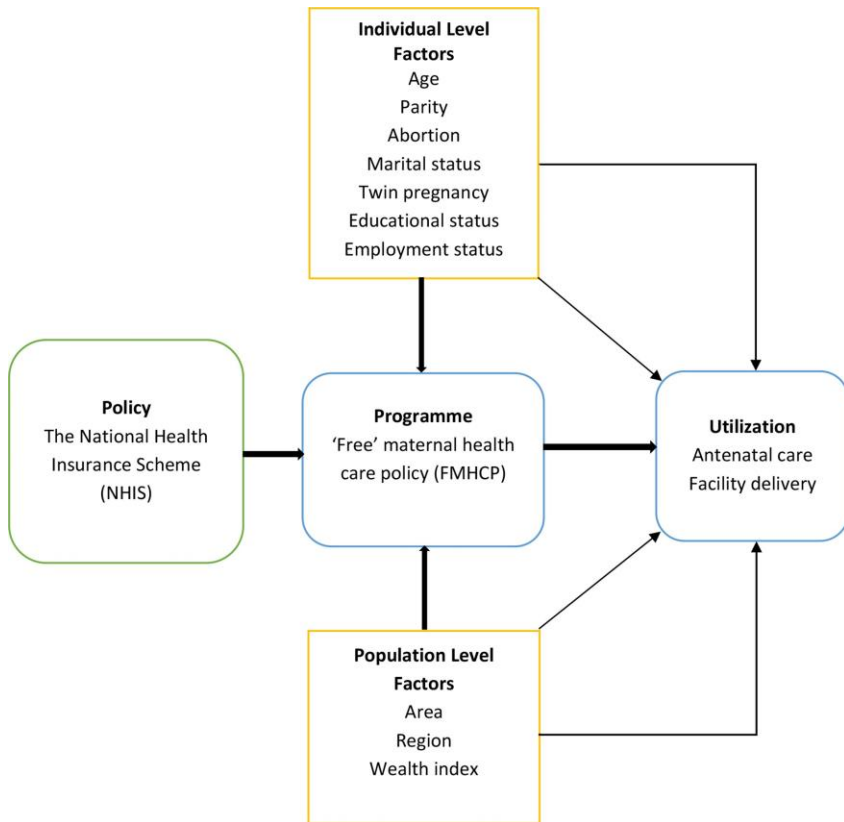 Individual Level
Factors
Age
Parity
Abortion
Marital status
Twin pregnancy
Educational status
Employment status
Policy
The National Health
Insurance Scheme
(NHIS)
Programme
‘Free’ maternal health
care policy (FMHCP)
Utilization
Antenatal care
Facility delivery
Population Level
Factors
Area
Region
Wealth index